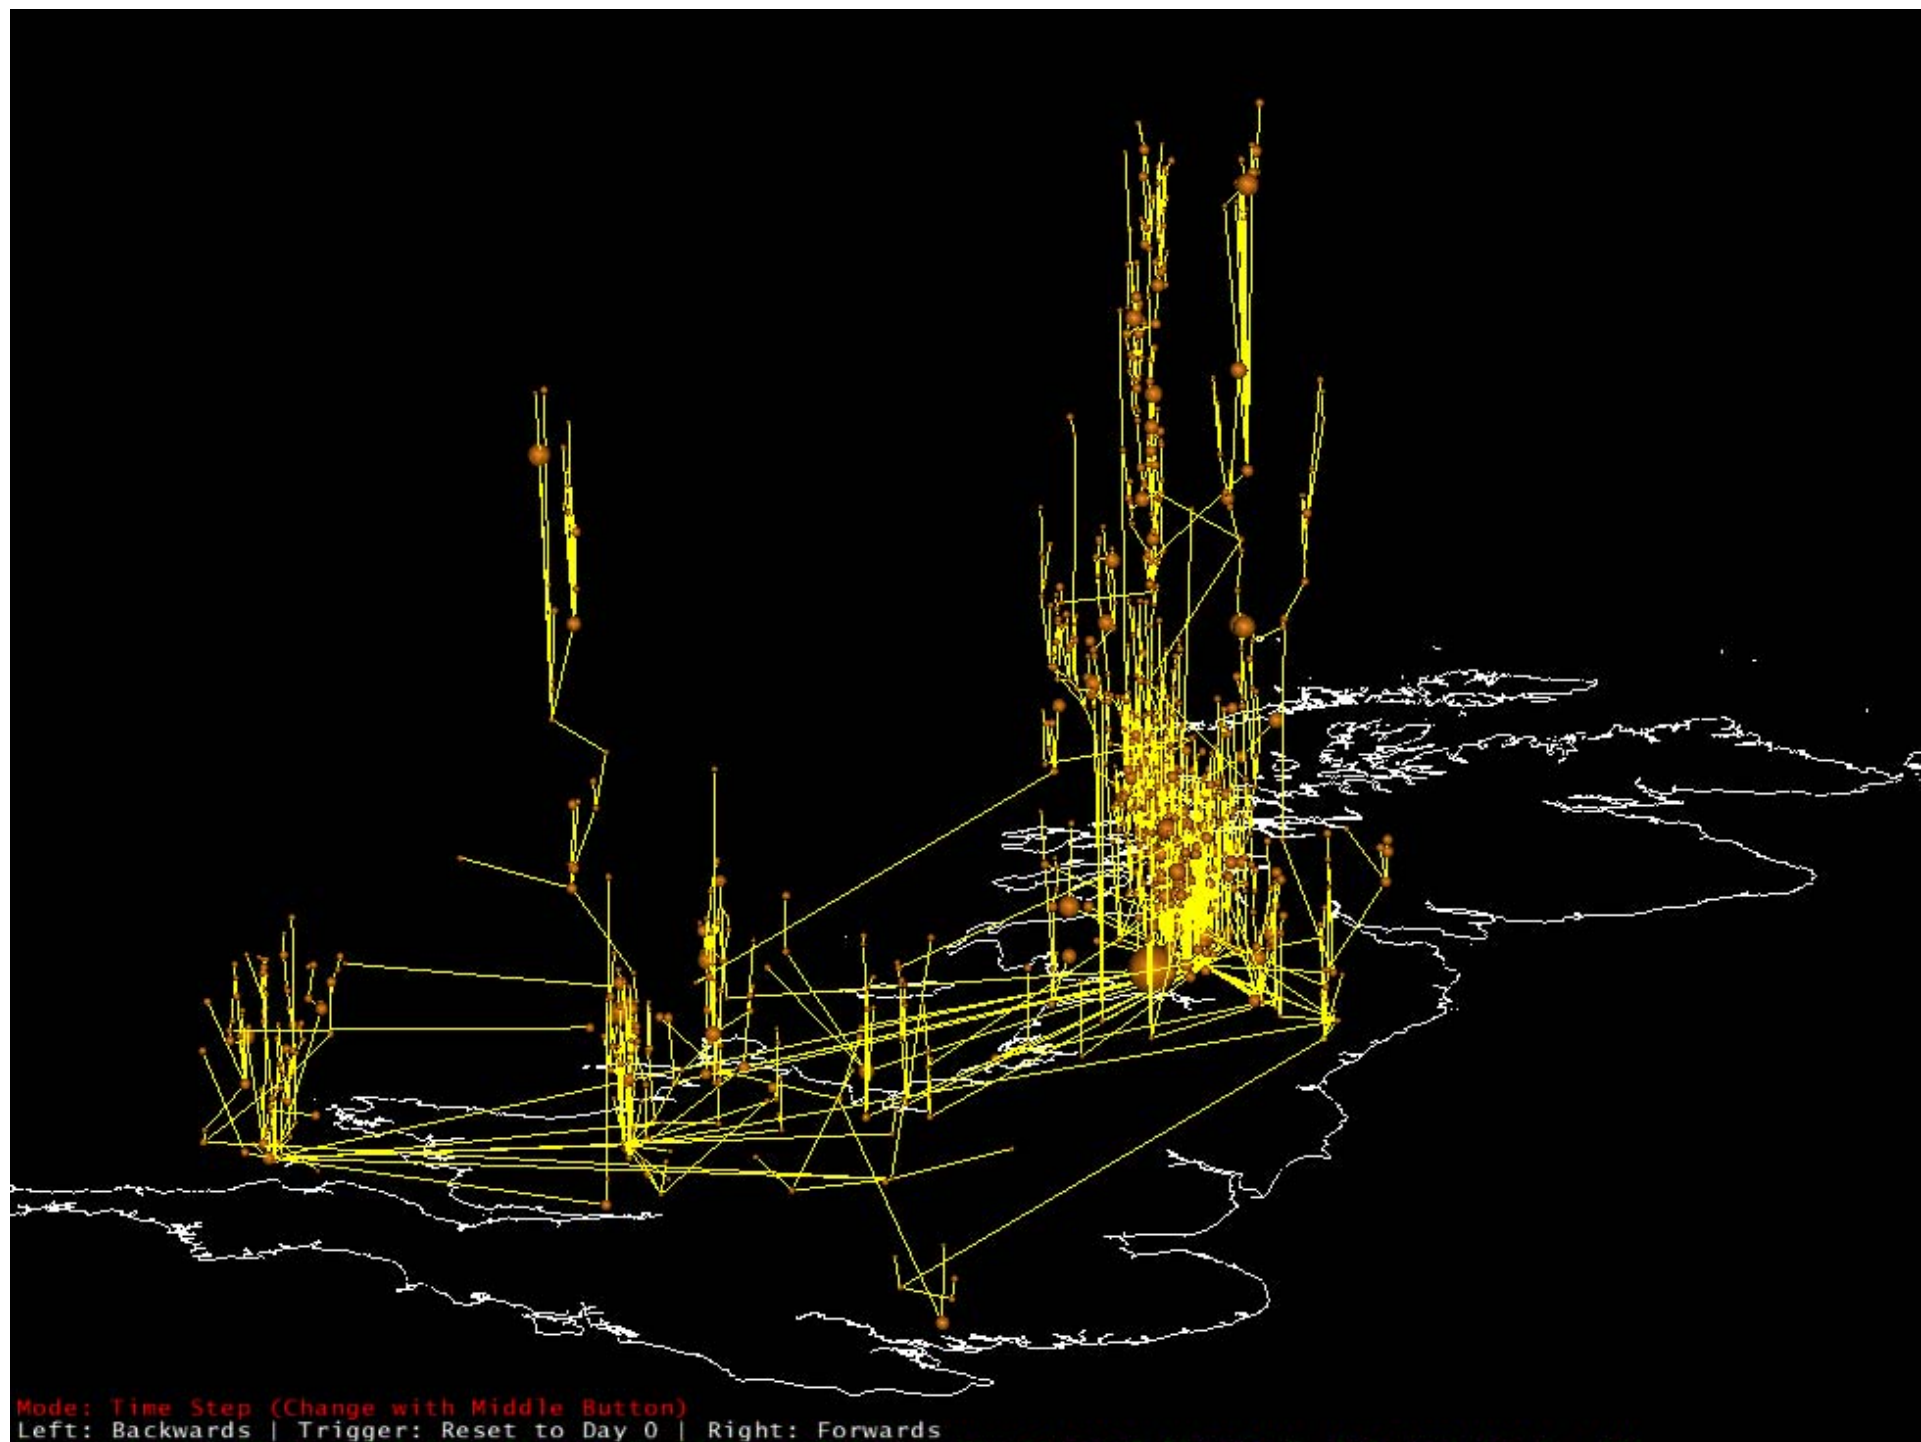 Mode: Time Step (Change with Middle Button)
Left: Backwards | Trigger: Reset to Day 0 | Right: Forwards